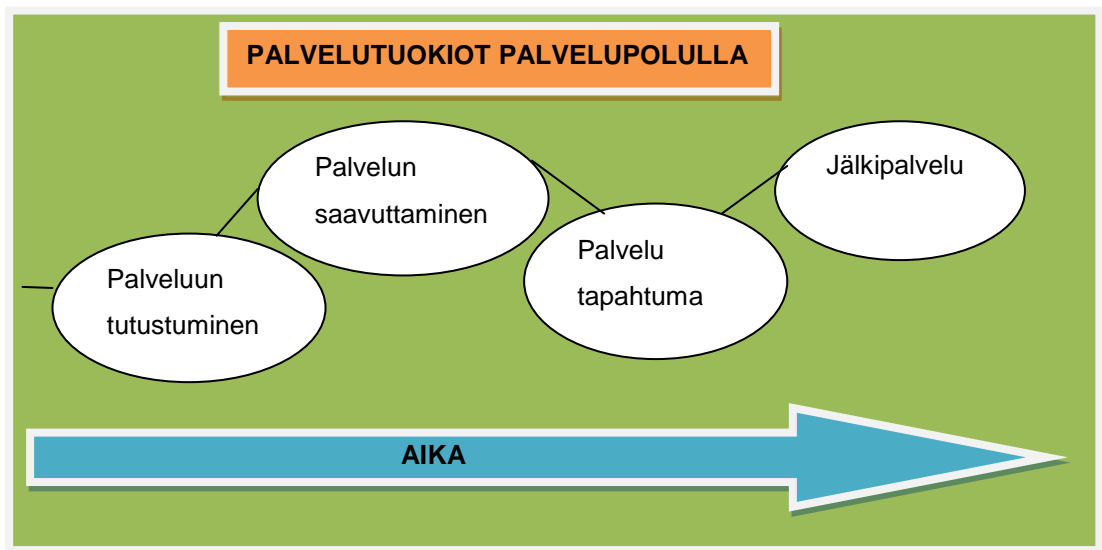 PALVELUTUOKIOT PALVELUPOLULLA
Palveluun
tutustuminen
Palvelun
saavuttaminen
Palvelu
tapahtuma
Jälkipalvelu
AIKA